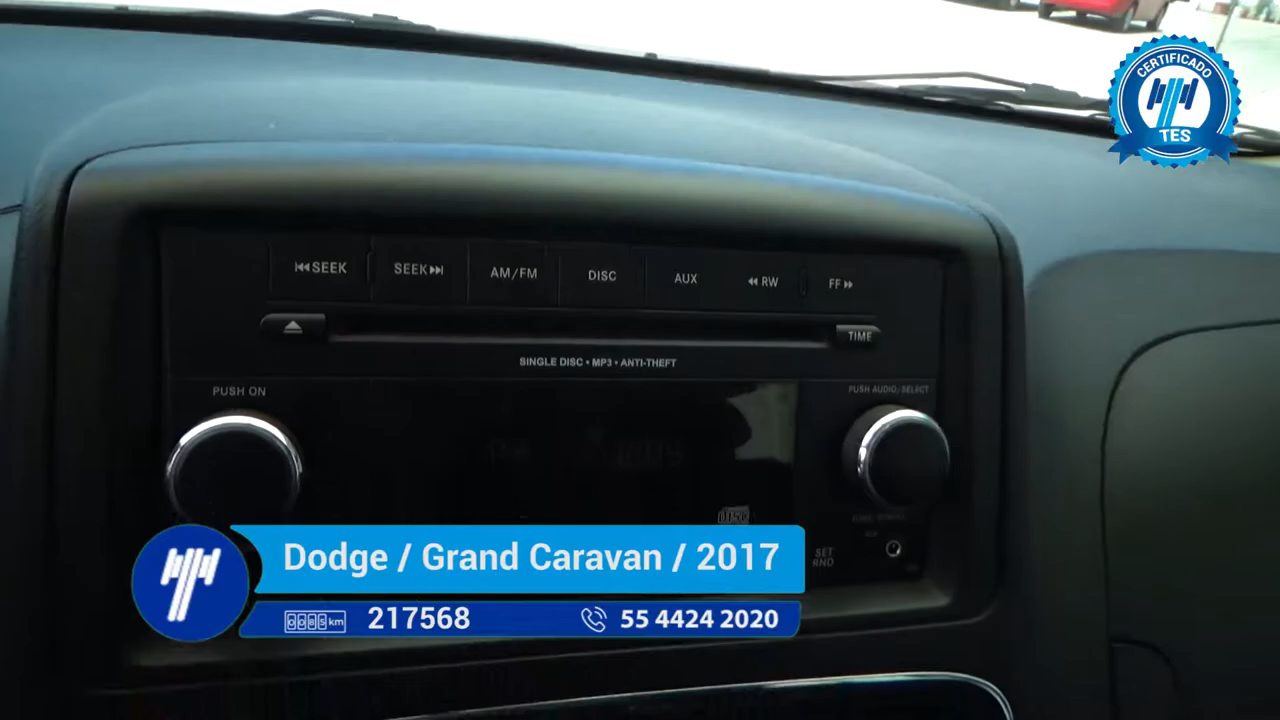 CERTIFICADO
TES
SEEK
SEEK
AM/FM
DISC
AUX
RW
FF
TIME
SINGLE DISC • MP3 • ANTI-THEFT
PUSH ON
PUSH AUDIO/SELECT
SET
RND
Dodge / Grand Caravan / 2017
217568
km
55 4424 2020